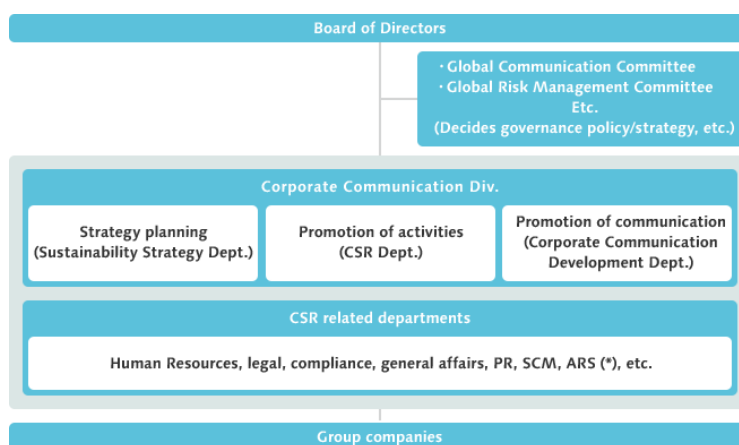 Board of Directors
・Global Communication Committee
・Global Risk Management Committee
Etc.
(Decides governance policy/strategy, etc.)
Corporate Communication Div.
Strategy planning
(Sustainability Strategy Dept.)
Promotion of activities
(CSR Dept.)
Promotion of communication
(Corporate Communication
Development Dept.)
CSR related departments
Human Resources, legal, compliance, general affairs, PR, SCM, ARS (*), etc.
Group companies